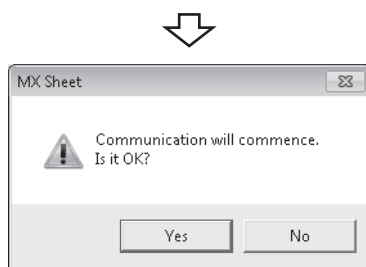 MX Sheet
Communication will commence.
Is it OK?
Yes
No